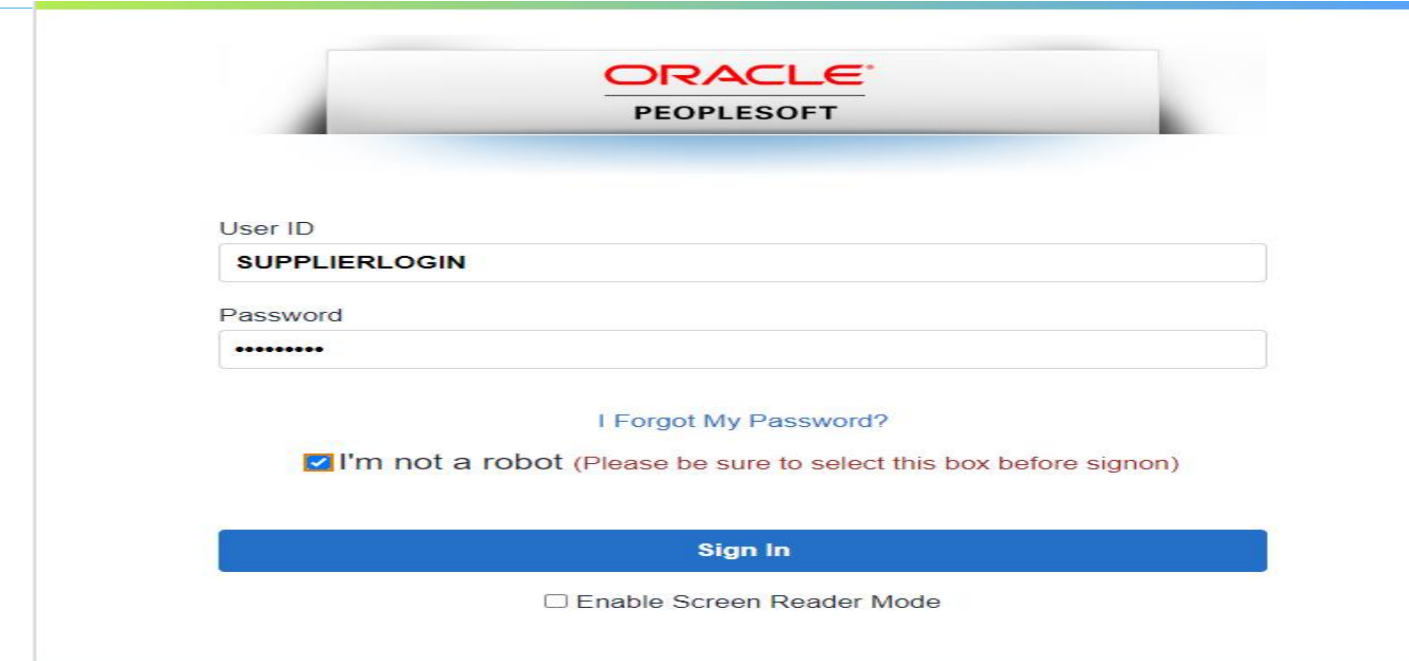 ORACLE
PEOPLESOFT
User ID
SUPPLIERLOGIN
Password
•••••••••
I Forgot My Password?
I'm not a robot (Please be sure to select this box before signon)
Sign In
Enable Screen Reader Mode